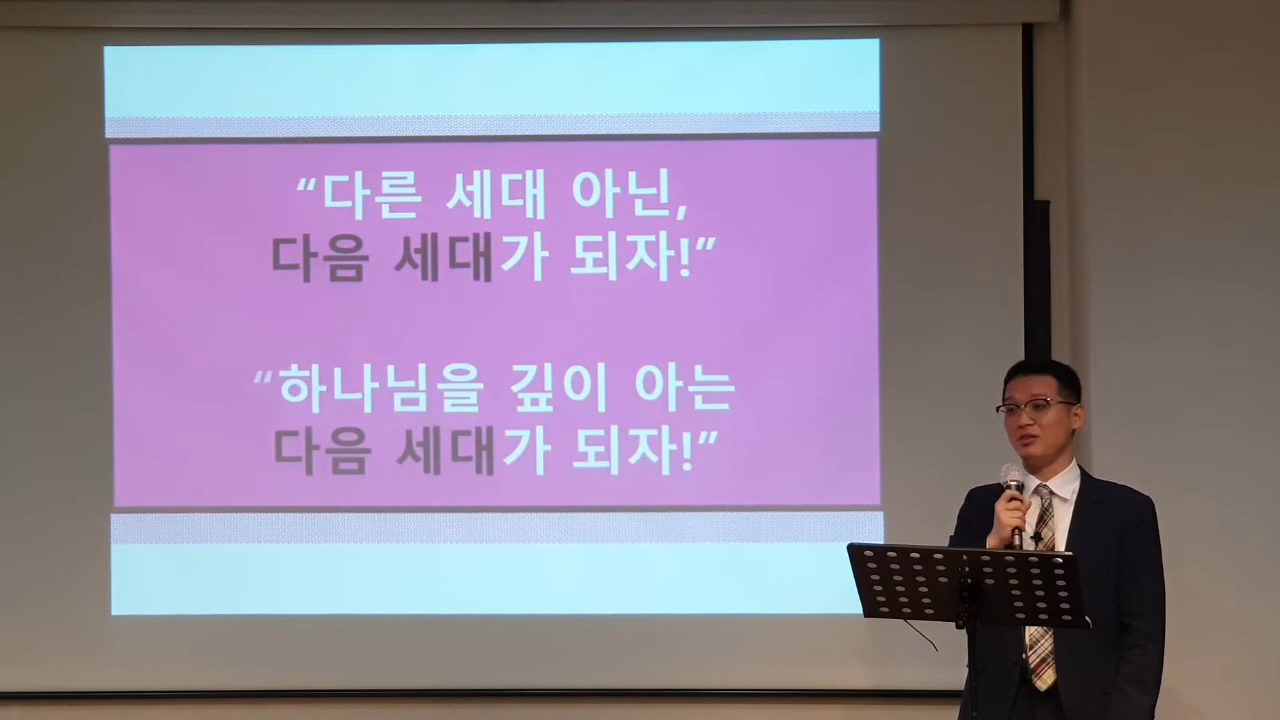 “다른 세대 아닌,
다음 세대가 되자!”
“하나님을 깊이 아는
다음 세대가 되자!”